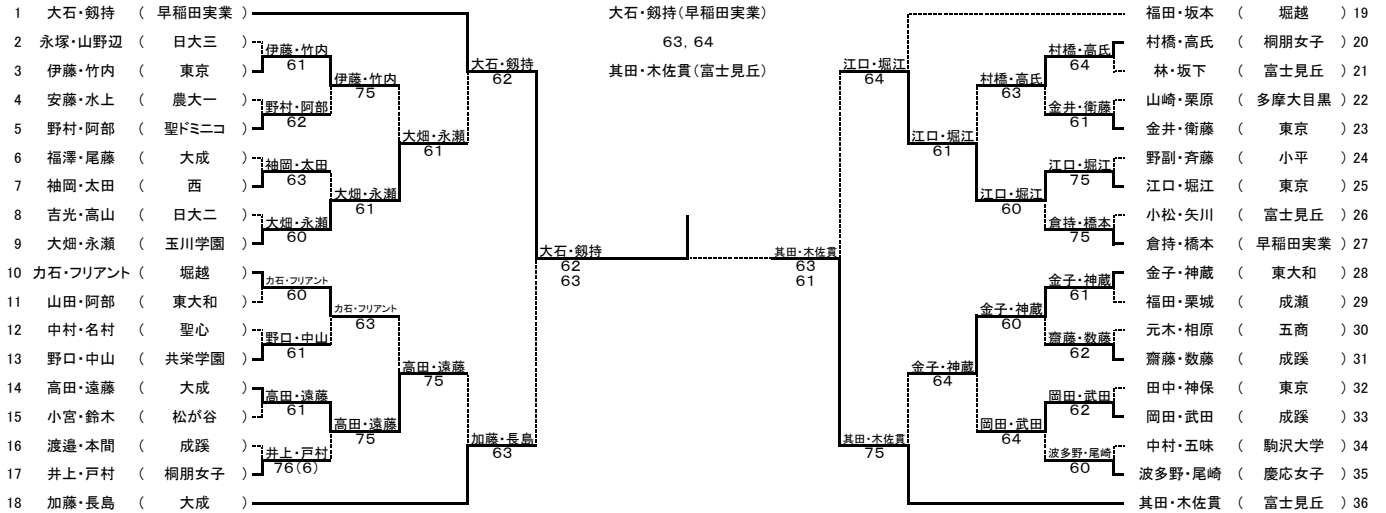 1 大石・剱持 ( 早稲田実業 )
2 永塚・山野辺 ( 日大三 )
3 伊藤・竹内 ( 東京 )
4 安藤・水上 ( 農大一 )
5 野村・阿部 ( 聖ドミニコ )
6 福澤・尾藤 ( 大成 )
7 袖岡・太田 ( 西 )
8 吉光・高山 ( 日大二 )
9 大畑・永瀬 ( 玉川学園 )
10 力石・フリアント ( 堀越 )
11 山田・阿部 ( 東大和 )
12 中村・名村 ( 聖心 )
13 野口・中山 ( 共栄学園 )
14 高田・遠藤 ( 大成 )
15 小宮・鈴木 ( 松が谷 )
16 渡邉・本間 ( 成蹊 )
17 井上・戸村 ( 桐朋女子 )
18 加藤・長島 ( 大成 )
伊藤・竹内
61
野村・阿部
62
袖岡・太田
63
大畑・永瀬
60
力石・フリアント
60
野口・中山
61
高田・遠藤
61
井上・戸村
76(6)
伊藤・竹内
75
大畑・永瀬
61
力石・フリアント
63
高田・遠藤
75
大畑・永瀬
61
高田・遠藤
75
大石・剱持
62
加藤・長島
63
大石・剱持
62
63
大石・剱持(早稲田実業)
63, 64
其田・木佐貫(富士見丘)
其田・木佐貫
63
61
江口・堀江
64
其田・木佐貫
75
江口・堀江
61
金子・神蔵
64
村橋・高氏
63
江口・堀江
60
金子・神蔵
60
岡田・武田
64
村橋・高氏
64
金井・衛藤
61
江口・堀江
75
倉持・橋本
75
金子・神蔵
61
齋藤・数藤
62
岡田・武田
62
波多野・尾崎
60
福田・坂本 ( 堀越 ) 19
村橋・高氏 ( 桐朋女子 ) 20
林・坂下 ( 富士見丘 ) 21
山崎・栗原 ( 多摩大目黒 ) 22
金井・衛藤 ( 東京 ) 23
野副・斉藤 ( 小平 ) 24
江口・堀江 ( 東京 ) 25
小松・矢川 ( 富士見丘 ) 26
倉持・橋本 ( 早稲田実業 ) 27
金子・神蔵 ( 東大和 ) 28
福田・栗城 ( 成瀬 ) 29
元木・相原 ( 五商 ) 30
齋藤・数藤 ( 成蹊 ) 31
田中・神保 ( 東京 ) 32
岡田・武田 ( 成蹊 ) 33
中村・五味 ( 駒沢大学 ) 34
波多野・尾崎 ( 慶応女子 ) 35
其田・木佐貫 ( 富士見丘 ) 36